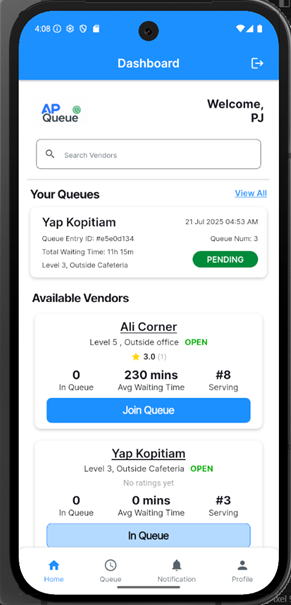 4:08
Dashboard
AP
Queue
Welcome,
PJ
Search Vendors
Your Queues
View All
Yap Kopitiam
21 Jul 2025 04:53 AM
Queue Entry ID: #e5e0d134
Queue Num: 3
Total Waiting Time: 11h 15m
Level 3, Outside Cafeteria
PENDING
Available Vendors
Ali Corner
Level 5 , Outside office OPEN
3.0 (1)
0 230 mins #8
In Queue Avg Waiting Time Serving
Join Queue
Yap Kopitiam
Level 3, Outside Cafeteria OPEN
No ratings yet
0 0 mins #3
In Queue Avg Waiting Time Serving
In Queue
Home Queue Notification Profile